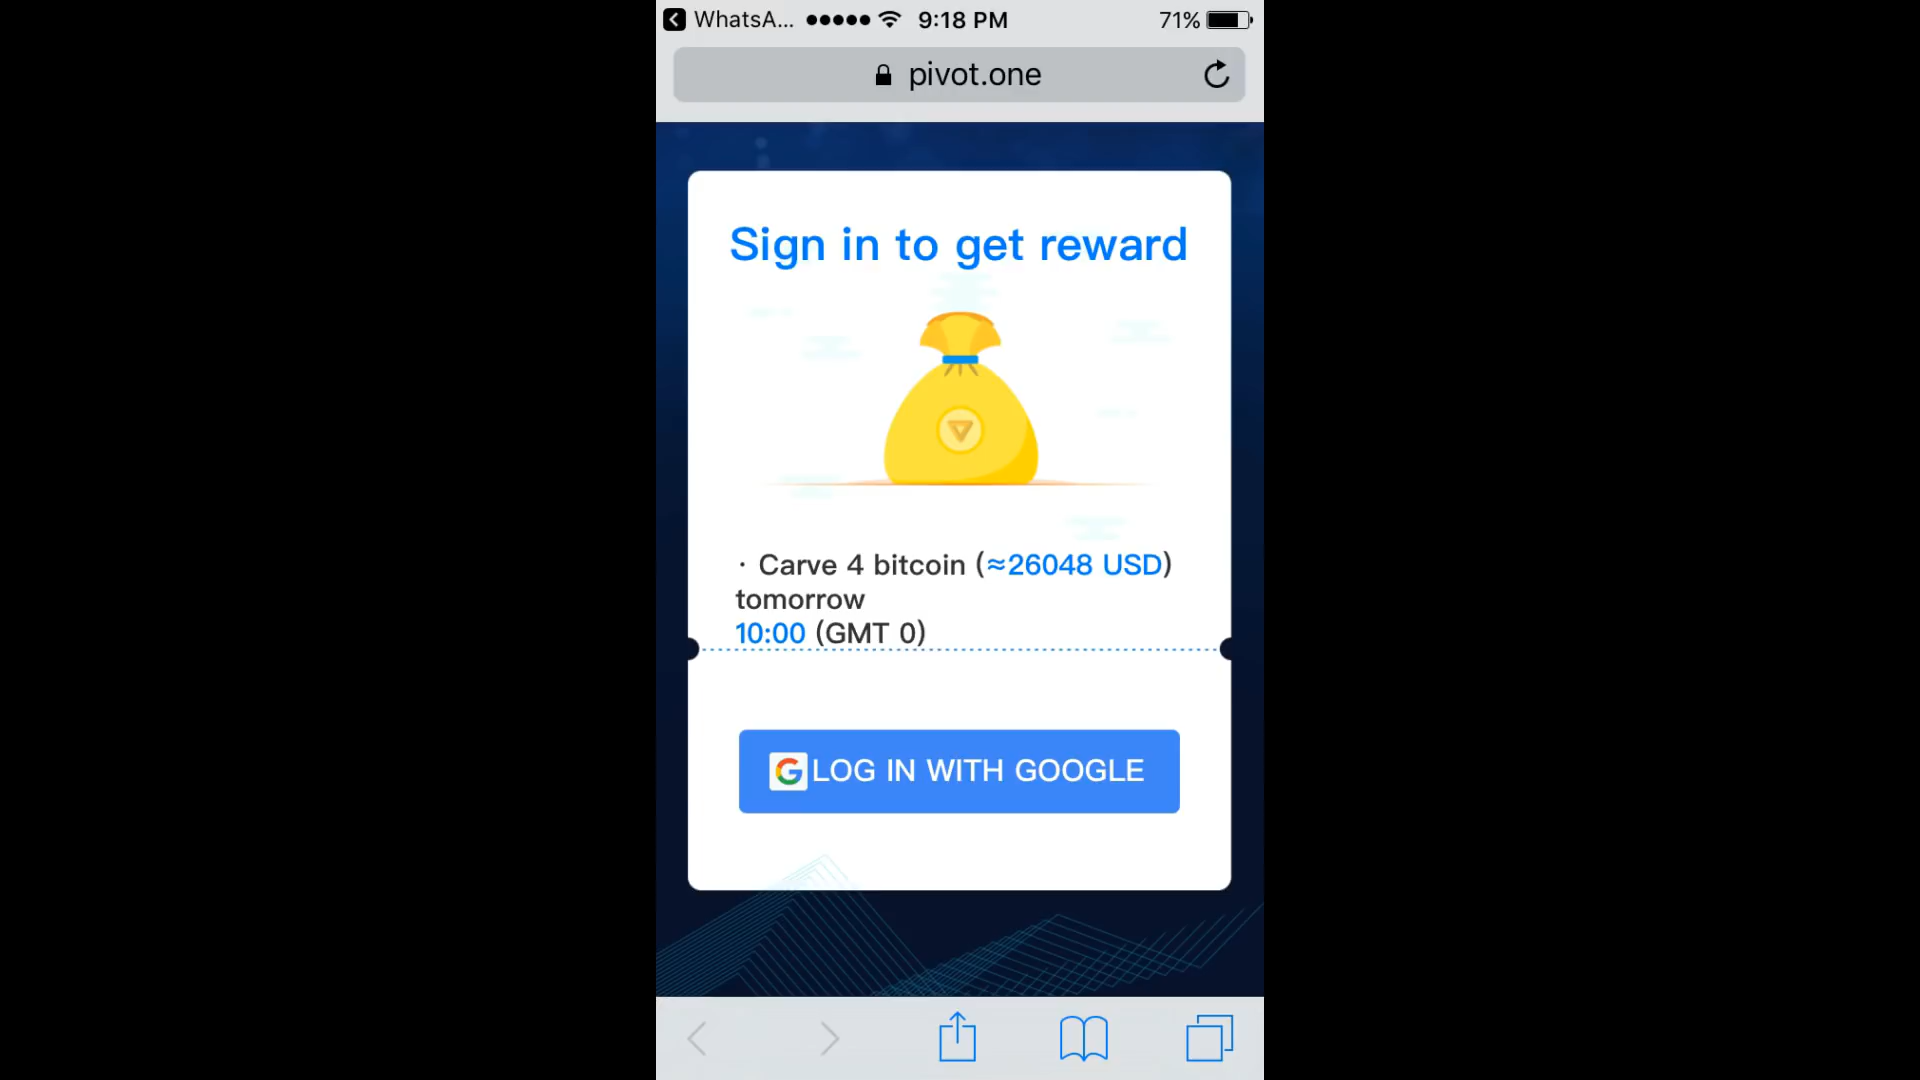 WhatsA... 9:18 PM 71%
pivot.one
Sign in to get reward
· Carve 4 bitcoin (≈26048 USD)
tomorrow
10:00 (GMT 0)
LOG IN WITH GOOGLE